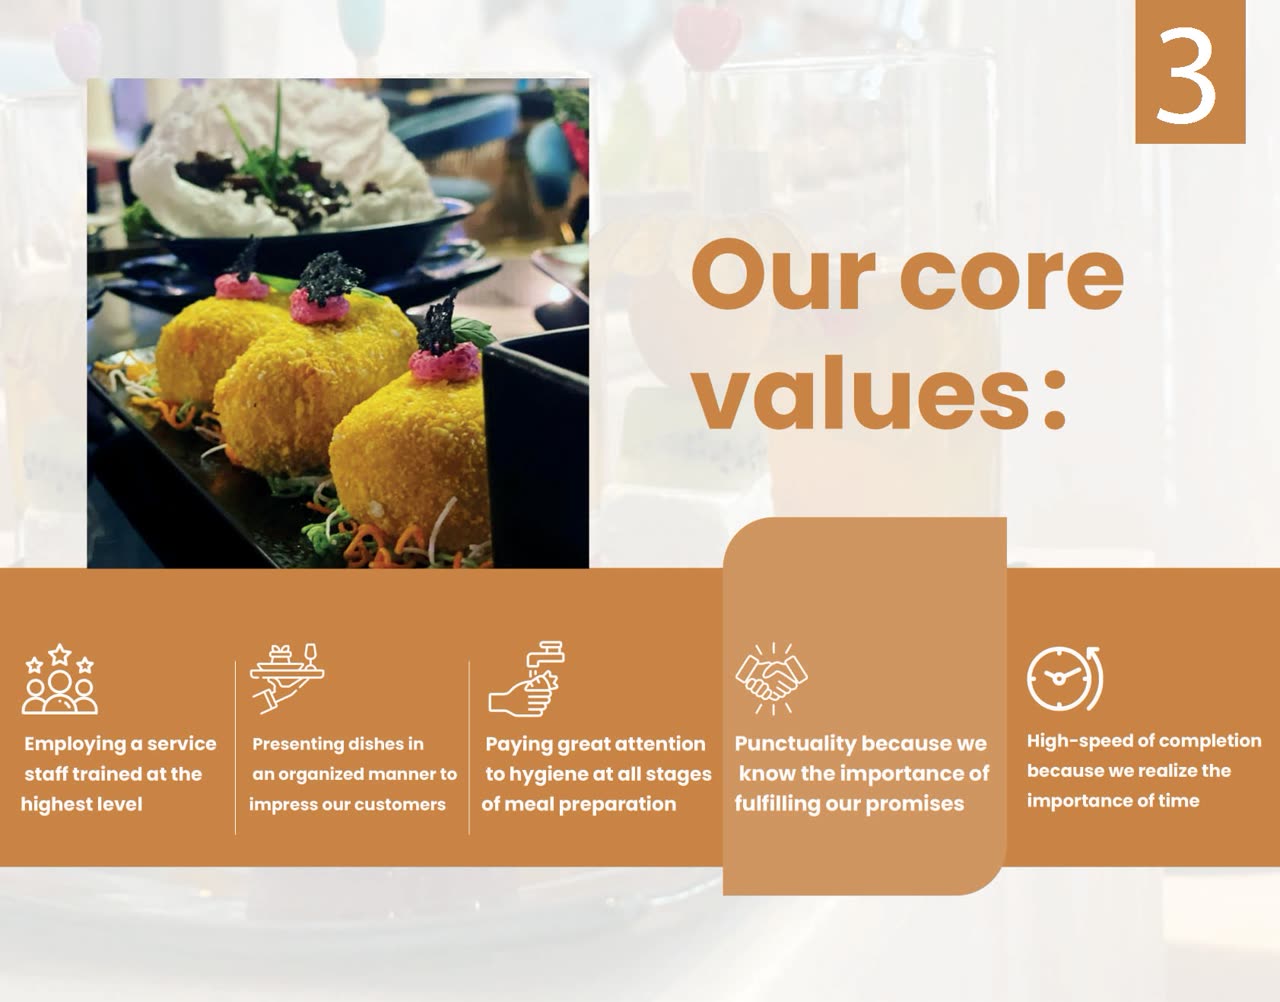 3
Our core
values:
Employing a service
staff trained at the
highest level
Presenting dishes in
an organized manner to
impress our customers
Paying great attention
to hygiene at all stages
of meal preparation
Punctuality because we
know the importance of
fulfilling our promises
High-speed of completion
because we realize the
importance of time